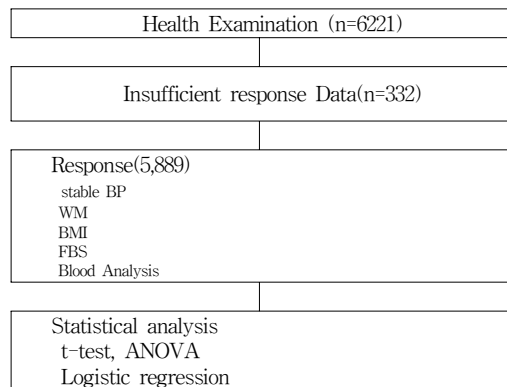 Health Examination (n=6221)
Insufficient response Data(n=332)
Response(5,889)
stable BP
WM
BMI
FBS
Blood Analysis
Statistical analysis
t-test, ANOVA
Logistic regression